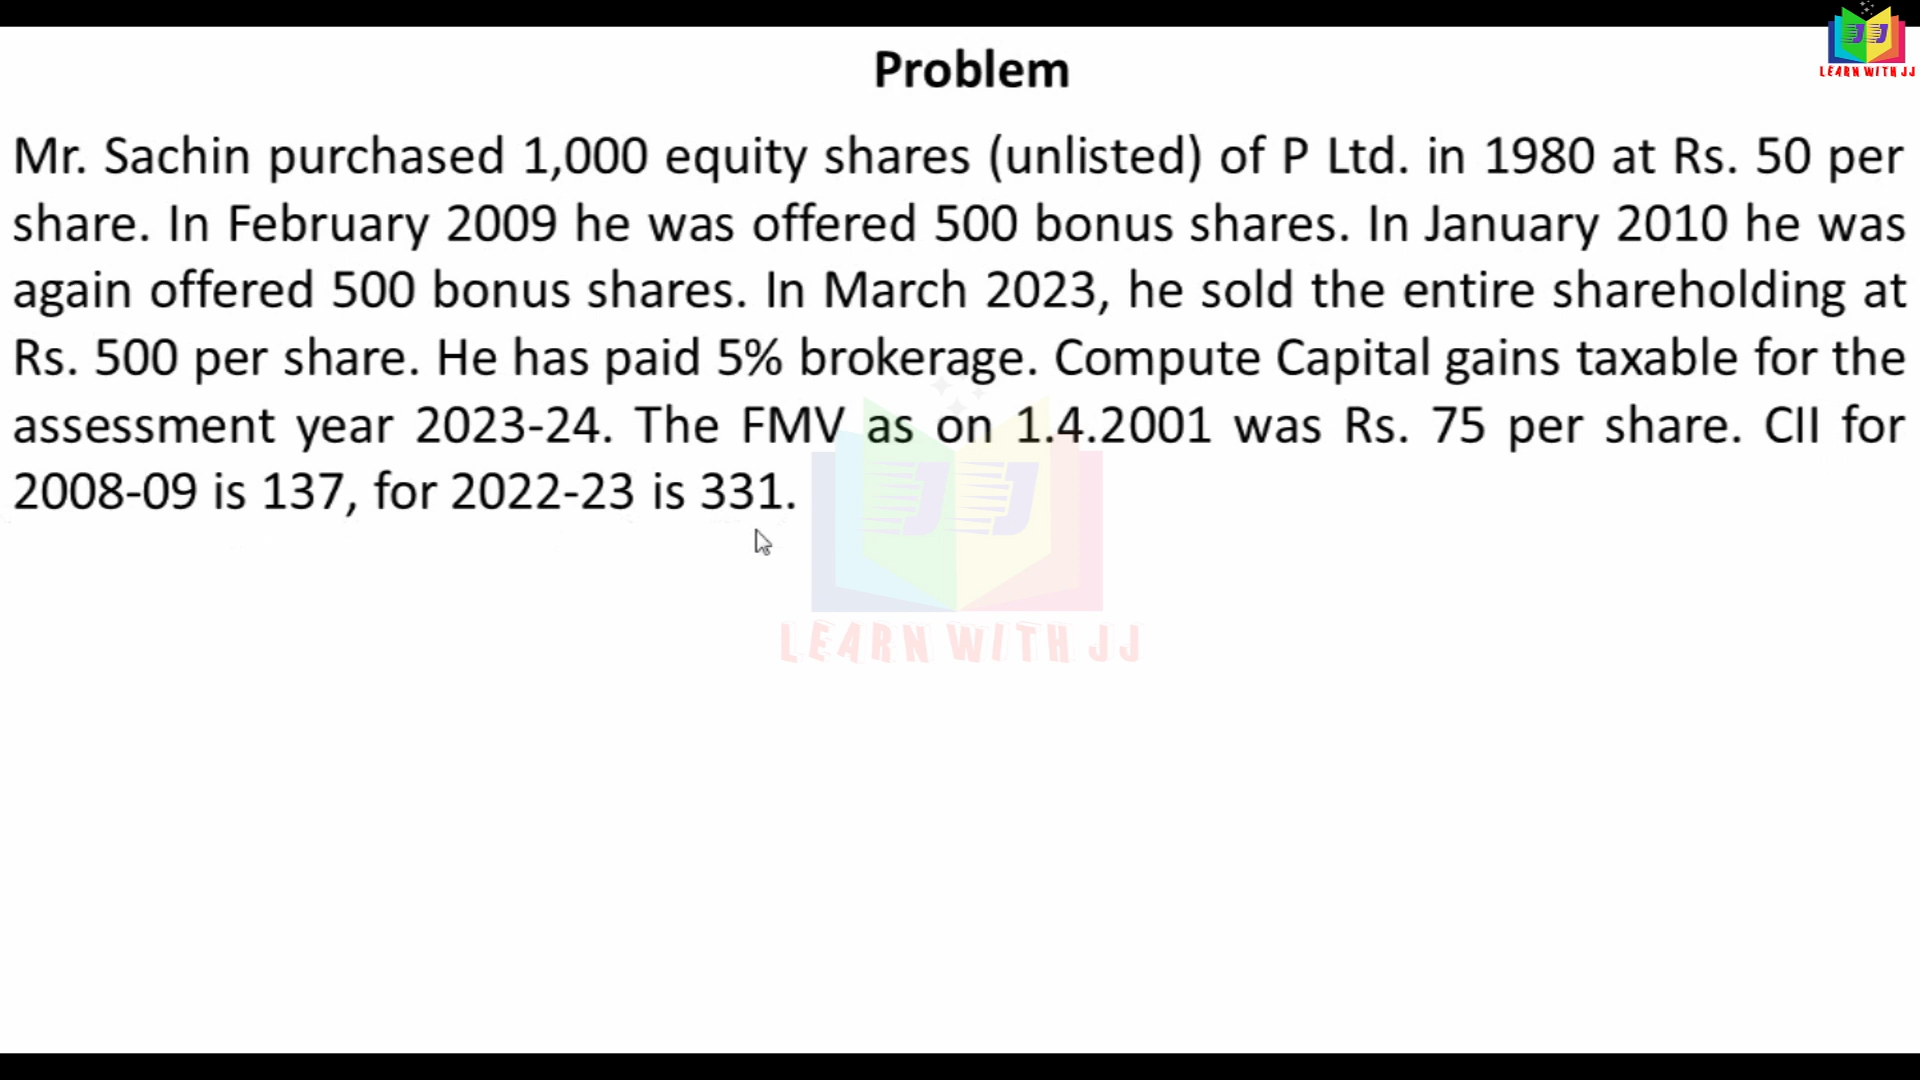 JJ
LEARN WITH JJ
Problem
Mr. Sachin purchased 1,000 equity shares (unlisted) of P Ltd. in 1980 at Rs. 50 per
share. In February 2009 he was offered 500 bonus shares. In January 2010 he was
again offered 500 bonus shares. In March 2023, he sold the entire shareholding at
Rs. 500 per share. He has paid 5% brokerage. Compute Capital gains taxable for the
assessment year 2023-24. The FMV as on 1.4.2001 was Rs. 75 per share. CII for
2008-09 is 137, for 2022-23 is 331.
JJ
LEARN WITH JJ